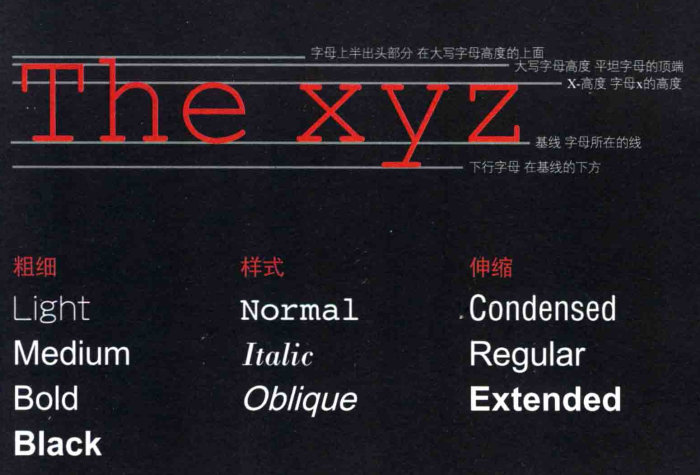 字母上半出头部分 在大写字母高度的上面
大写字母高度 平坦字母的顶端
X-高度 字母x的高度
The xyz
基线 字母所在的线
下行字母 在基线的下方
粗细 样式 伸缩
Light Normal Condensed
Medium Italic Regular
Bold Oblique Extended
Black